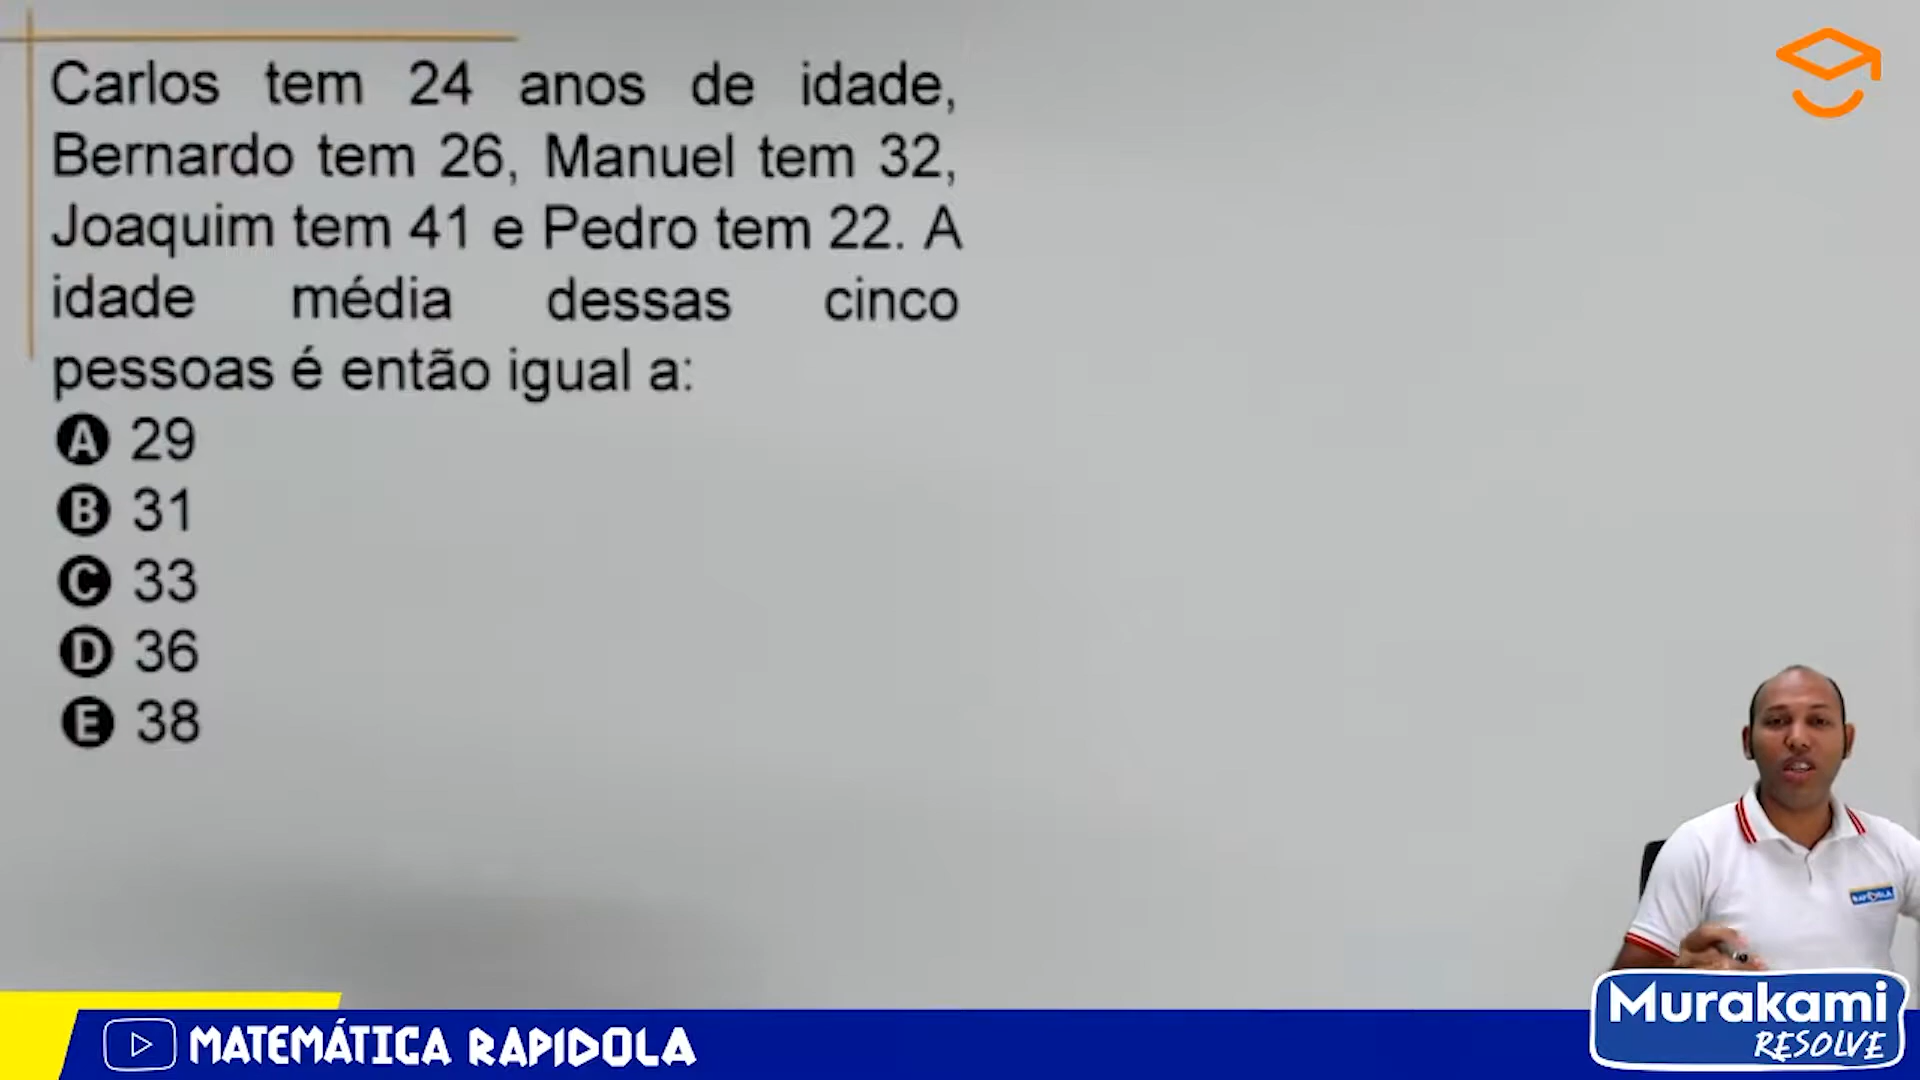 Carlos tem 24 anos de idade,
Bernardo tem 26, Manuel tem 32,
Joaquim tem 41 e Pedro tem 22. A
idade média dessas cinco
pessoas é então igual a:
A 29
B 31
C 33
D 36
E 38
RAPIDOLA
MATEMÁTICA RAPIDOLA
Murakami
RESOLVE